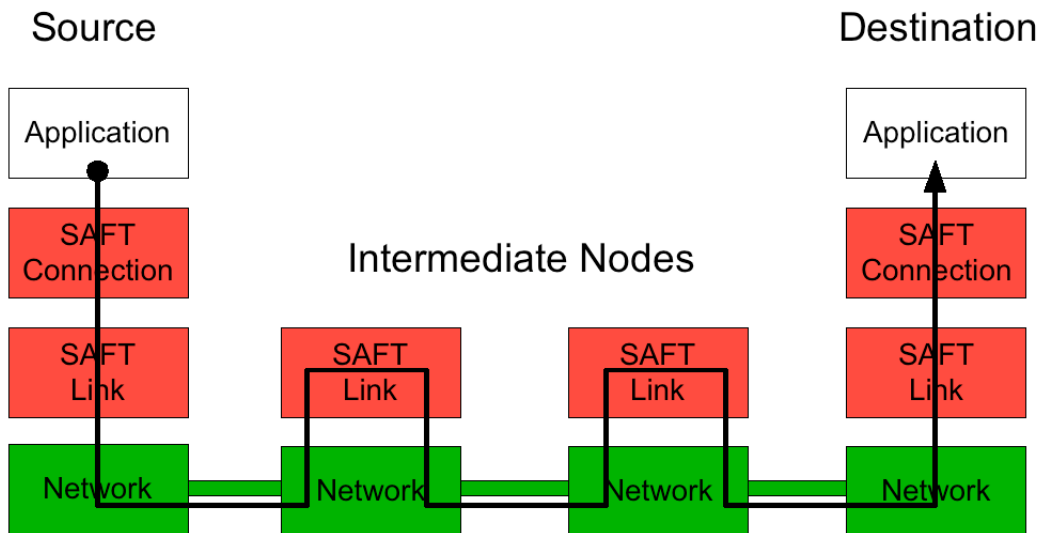 Source
Destination
Application
Application
SAFT
Connection
SAFT
Connection
Intermediate Nodes
SAFT
Link
SAFT
Link
SAFT
Link
SAFT
Link
Network
Network
Network
Network